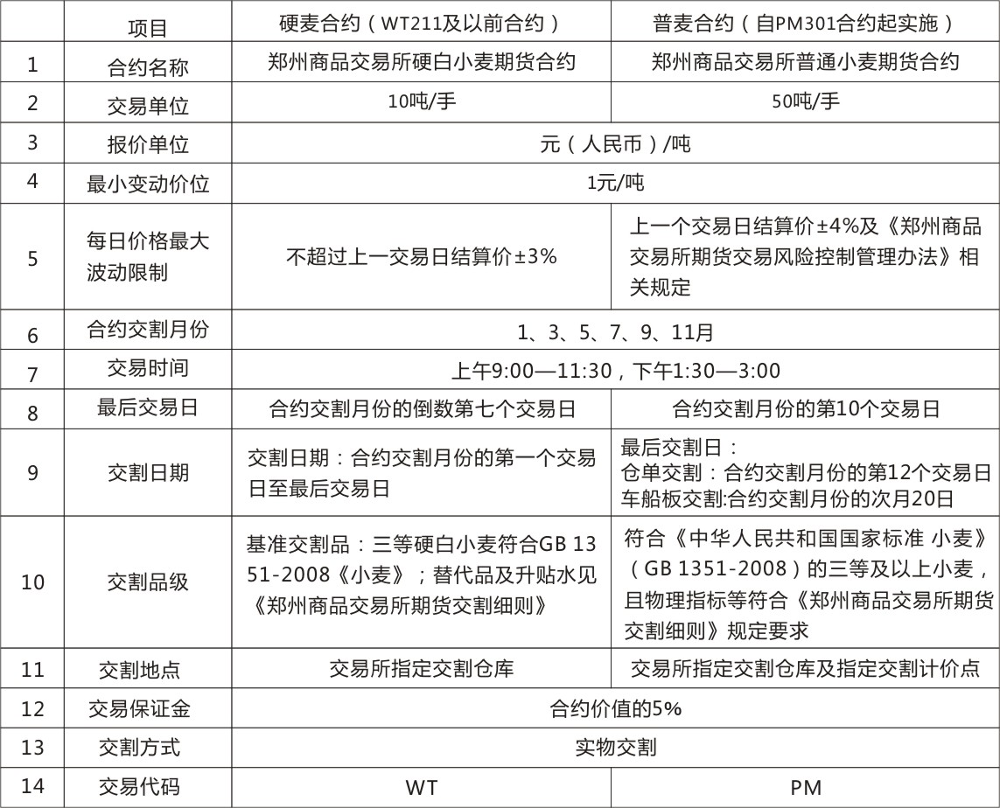 项目 硬麦合约（WT211及以前合约） 普麦合约（自PM301合约起实施）
1 合约名称 郑州商品交易所硬白小麦期货合约 郑州商品交易所普通小麦期货合约
2 交易单位 10吨/手 50吨/手
3 报价单位 元（人民币）/吨
4 最小变动价位 1元/吨
5
每日价格最大
波动限制
不超过上一交易日结算价±3%
上一个交易日结算价±4%及《郑州商品
交易所期货交易风险控制管理办法》相
关规定
6 合约交割月份 1、3、5、7、9、11月
7 交易时间 上午9:00—11:30，下午1:30—3:00
8 最后交易日 合约交割月份的倒数第七个交易日 合约交割月份的第10个交易日
9 交割日期
交割日期：合约交割月份的第一个交易
日至最后交易日
最后交割日：
仓单交割：合约交割月份的第12个交易日
车船板交割:合约交割月份的次月20日
10 交割品级
基准交割品：三等硬白小麦符合GB 13
51-2008《小麦》；替代品及升贴水见
《郑州商品交易所期货交割细则》
符合《中华人民共和国国家标准 小麦》
（GB 1351-2008）的三等及以上小麦，
且物理指标等符合《郑州商品交易所期货
交割细则》规定要求
11 交割地点 交易所指定交割仓库 交易所指定交割仓库及指定交割计价点
12 交易保证金 合约价值的5%
13 交割方式 实物交割
14 交易代码 WT PM